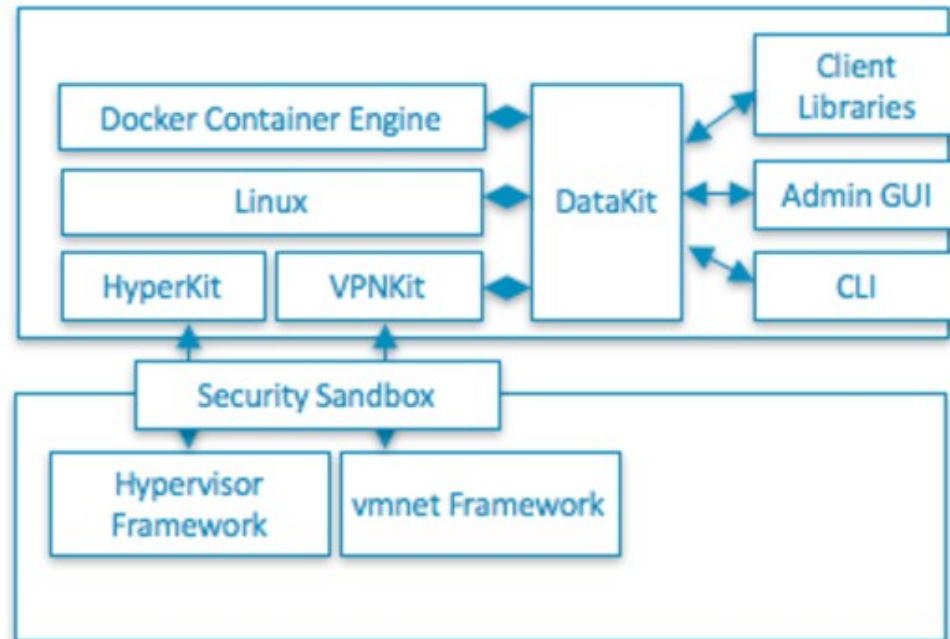 Client
Libraries
Docker Container Engine
Linux
DataKit
Admin GUI
HyperKit
VPNKit
CLI
Security Sandbox
Hypervisor
Framework
vmnet Framework